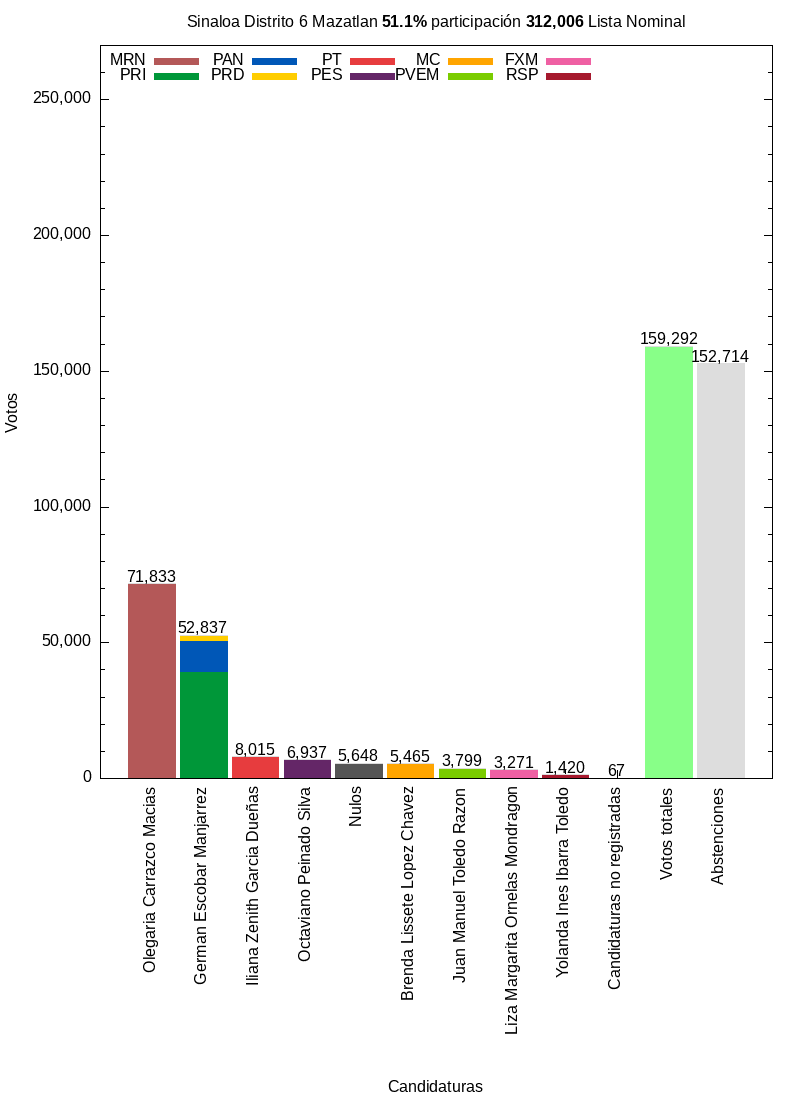 Sinaloa Distrito 6 Mazatlan 51.1% participación 312,006 Lista Nominal
MRN PAN PT MC FXM
PRI PRD PES PVEM RSP
250,000
200,000
150,000
100,000
50,000
0
Votos
71,833
52,837
8,015
6,937
5,648
5,465
3,799
3,271
1,420
67
159,292
152,714
Olegaria Carrazco Macias
German Escobar Manjarrez
Iliana Zenith Garcia Dueñas
Octaviano Peinado Silva
Nulos
Brenda Lissete Lopez Chavez
Juan Manuel Toledo Razon
Liza Margarita Ornelas Mondragon
Yolanda Ines Ibarra Toledo
Candidaturas no registradas
Votos totales
Abstenciones
Candidaturas